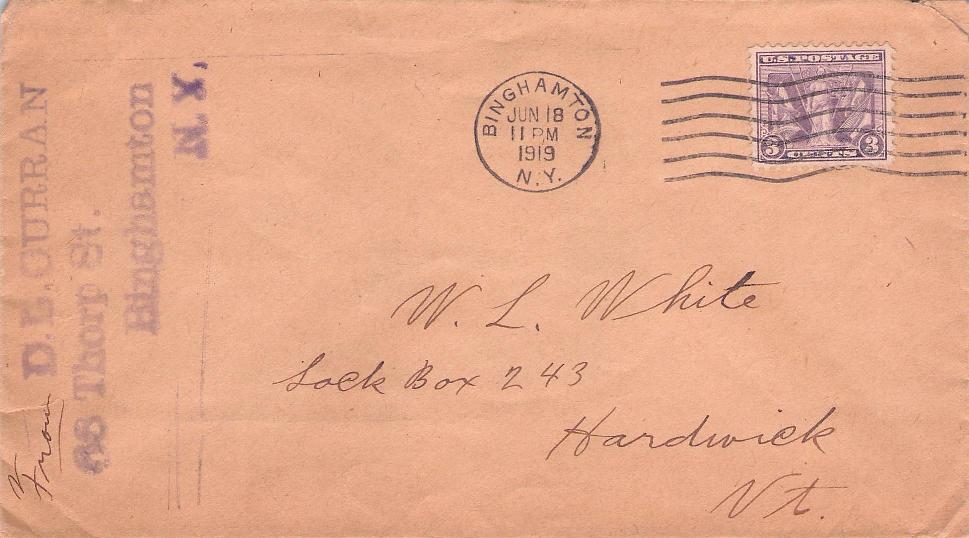 From
D. L. CURRAN
Thorp St.
Binghamton
N.Y.
BINGHAMTON
JUN 18
11 PM
1919
N.Y.
U.S. POSTAGE
3 CENTS 3
W. L. White
Lock Box 243
Hardwick
Vt.